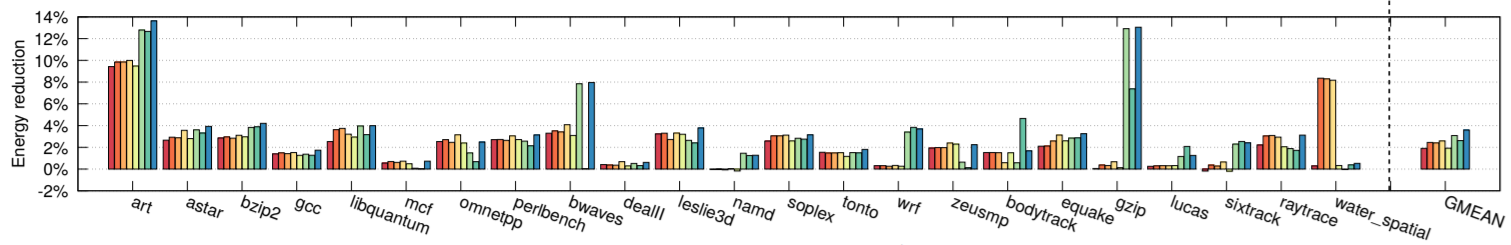 Energy reduction
14%
12%
10%
8%
6%
4%
2%
0%
-2%
art
astar
bzip2
gcc
libquantum
mcf
omnetpp
perlbench
bwaves
dealII
leslie3d
namd
soplex
tonto
wrf
zeusmp
bodytrack
equake
gzip
lucas
sixtrack
raytrace
water_spatial
GMEAN